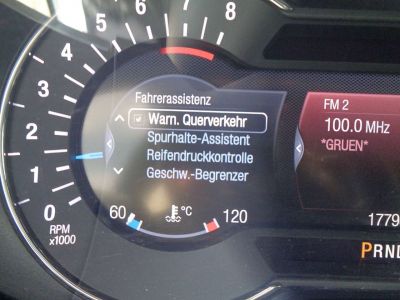 8
7
6
5
4
3
2
1
0
RPM
x1000
Fahrerassistenz
Warn. Querverkehr
Spurhalte-Assistent
Reifendruckkontrolle
Geschw.-Begrenzer
60 °C 120
FM 2
100.0 MHz
*GRUEN*
1779
PRND